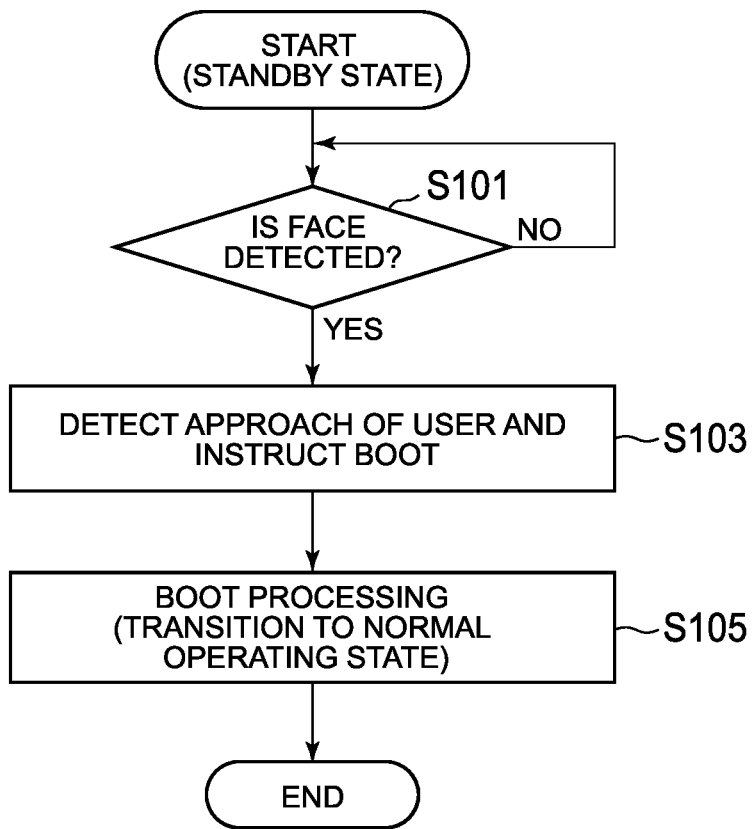 START
(STANDBY STATE)
S101
IS FACE
DETECTED?
NO
YES
DETECT APPROACH OF USER AND
INSTRUCT BOOT
S103
BOOT PROCESSING
(TRANSITION TO NORMAL
OPERATING STATE)
S105
END